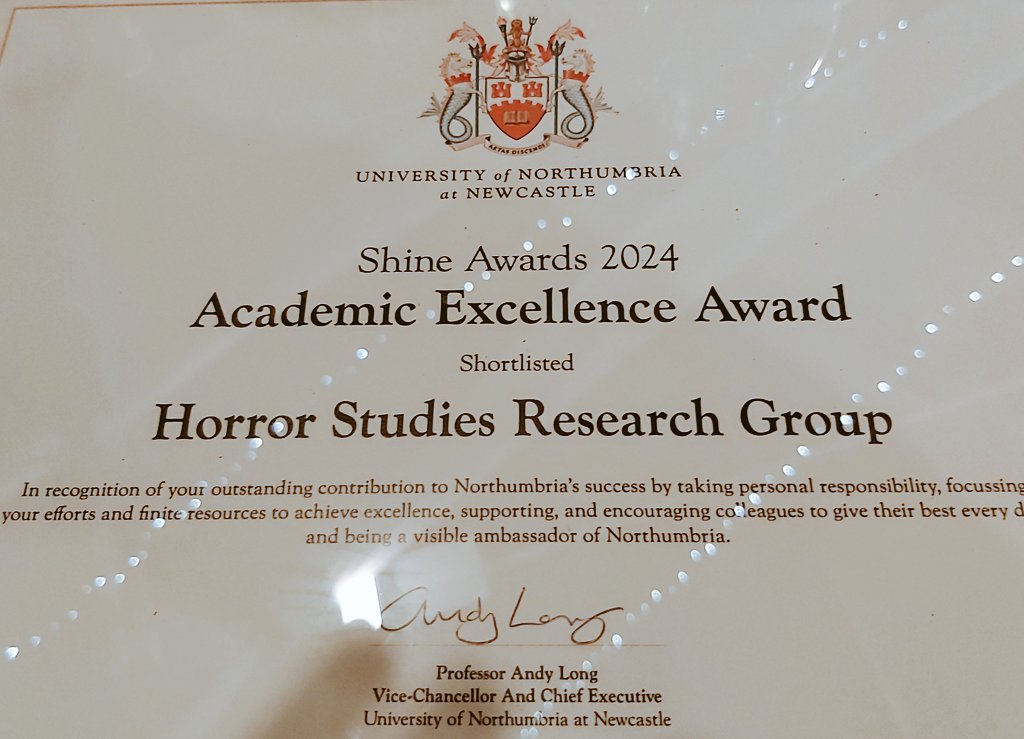 AETAS DISCENDI
UNIVERSITY of NORTHUMBRIA
at NEWCASTLE
Shine Awards 2024
Academic Excellence Award
Shortlisted
Horror Studies Research Group
In recognition of your outstanding contribution to Northumbria's success by taking personal responsibility, focussing
your efforts and finite resources to achieve excellence, supporting, and encouraging colleagues to give their best every d
and being a visible ambassador of Northumbria.
Andy Long
Professor Andy Long
Vice-Chancellor And Chief Executive
University of Northumbria at Newcastle